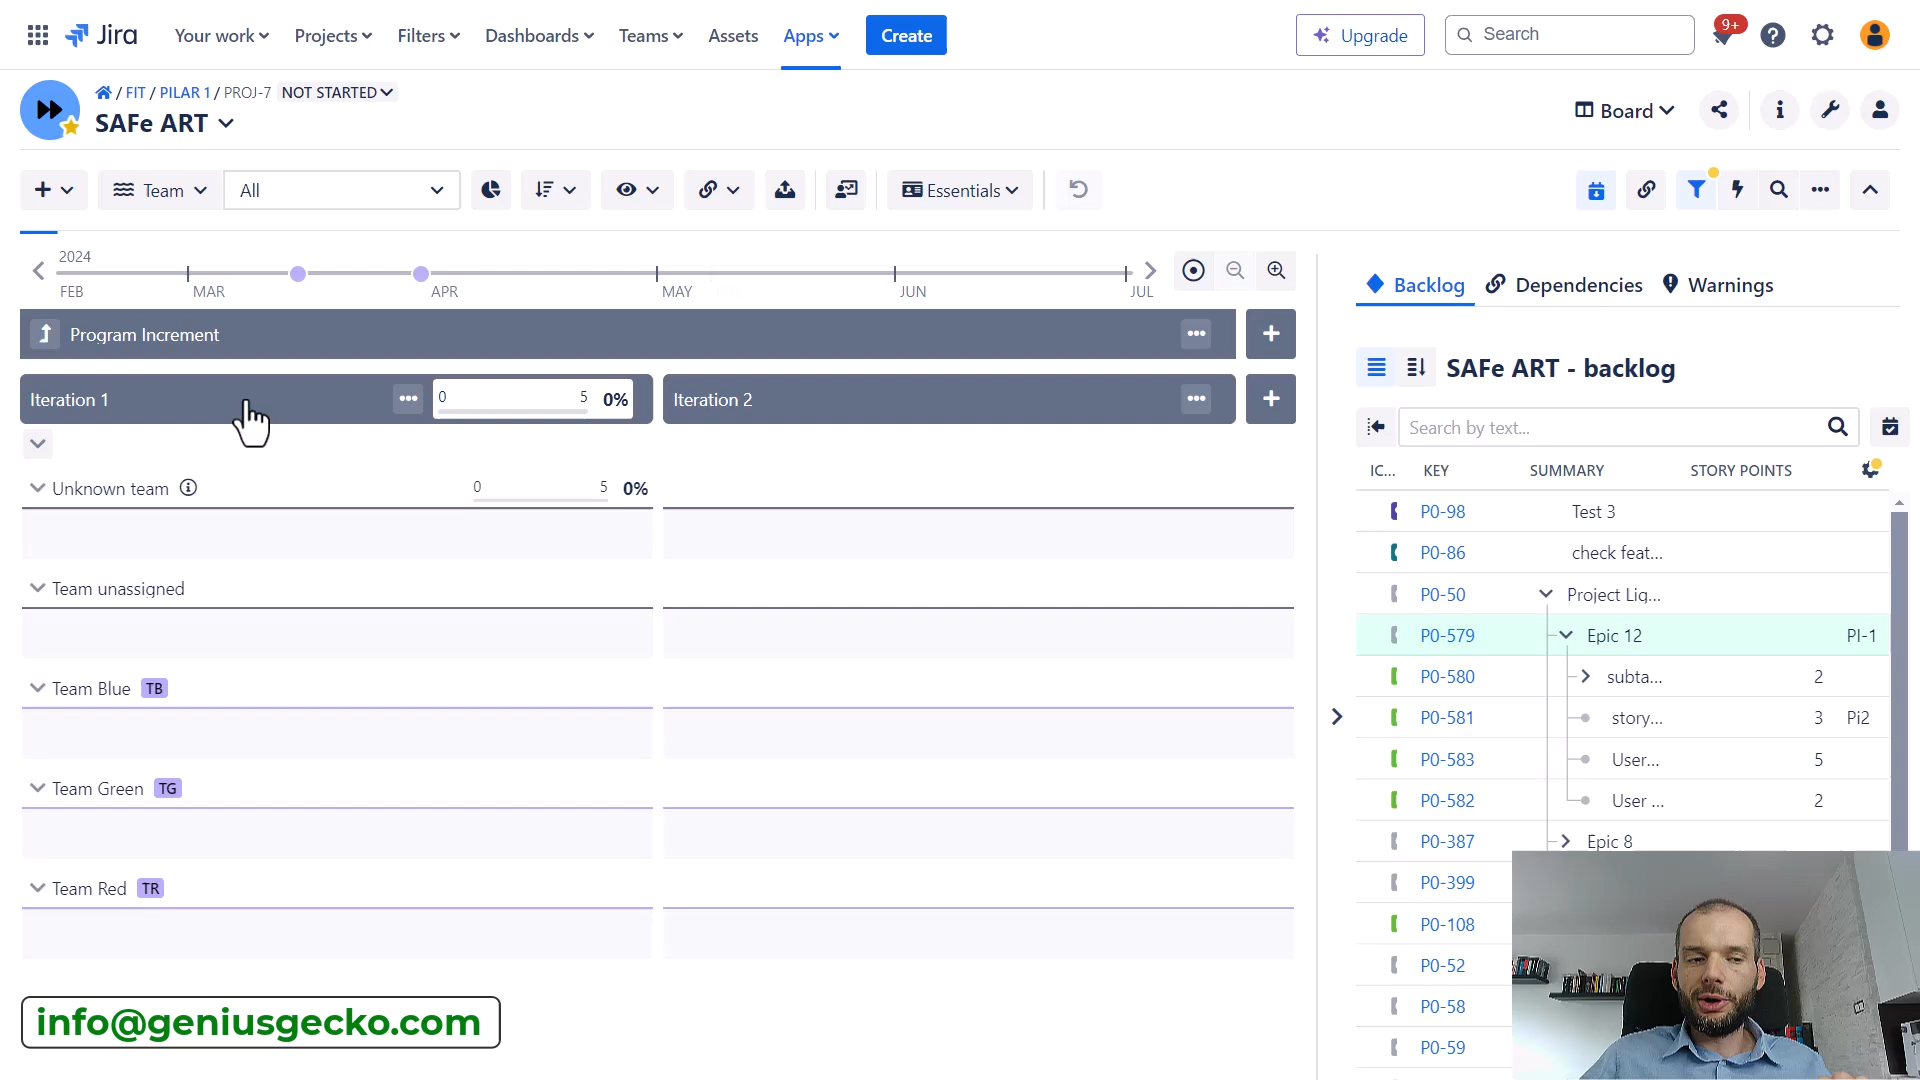 Jira Your work Projects Filters Dashboards Teams Assets Apps Create Upgrade Search 9+
/ FIT / PILAR 1 / PROJ-7 NOT STARTED
SAFe ART
Board
Team All Essentials
2024
FEB MAR APR MAY JUN JUL
Program Increment
Iteration 1 0 5 0% Iteration 2
Unknown team 0 5 0%
Team unassigned
Team Blue TB
Team Green TG
Team Red TR
info@geniusgecko.com
Backlog Dependencies Warnings
SAFe ART - backlog
Search by text...
IC... KEY SUMMARY STORY POINTS
P0-98 Test 3
P0-86 check feat...
P0-50 Project Liq...
P0-579 Epic 12 PI-1
P0-580 subta... 2
P0-581 story... 3 Pi2
P0-583 User... 5
P0-582 User ... 2
P0-387 Epic 8
P0-399
P0-108
P0-52
P0-58
P0-59